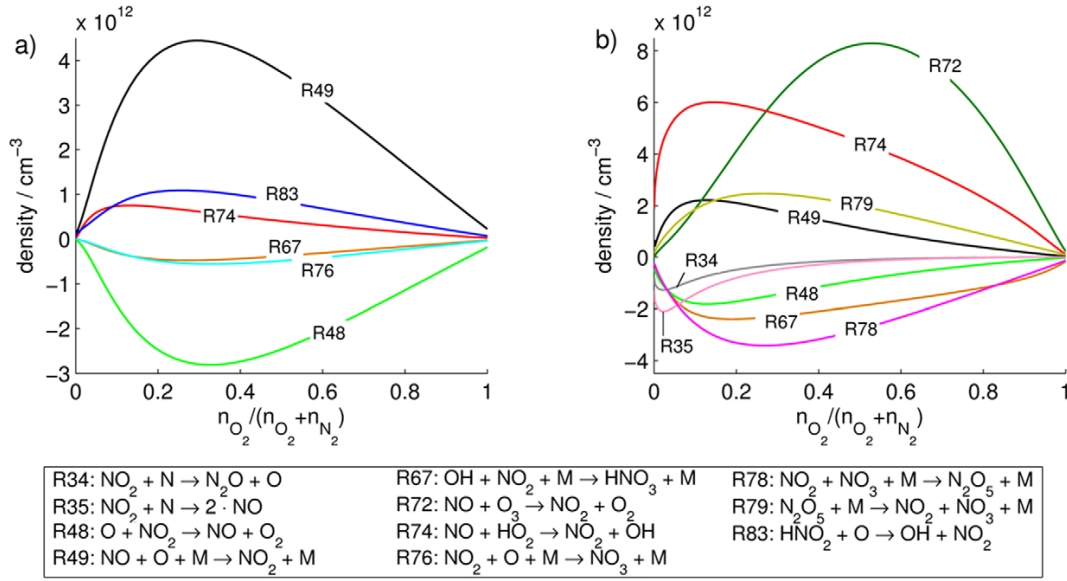 a)
x 10¹²
4
3
2
1
0
−1
−2
−3
density / cm⁻³
R49
R83
R74
R67
R76
R48
0 0.2 0.4 0.6 0.8 1
n_O₂/(n_O₂+n_N₂)
b)
x 10¹²
8
6
4
2
0
−2
−4
density / cm⁻³
R72
R74
R79
R49
R34
R48
R67
R78
R35
0 0.2 0.4 0.6 0.8 1
n_O₂/(n_O₂+n_N₂)
R34: NO₂ + N → N₂O + O
R35: NO₂ + N → 2 · NO
R48: O + NO₂ → NO + O₂
R49: NO + O + M → NO₂ + M
R67: OH + NO₂ + M → HNO₃ + M
R72: NO + O₃ → NO₂ + O₂
R74: NO + HO₂ → NO₂ + OH
R76: NO₂ + O + M → NO₃ + M
R78: NO₂ + NO₃ + M → N₂O₅ + M
R79: N₂O₅ + M → NO₂ + NO₃ + M
R83: HNO₂ + O → OH + NO₂